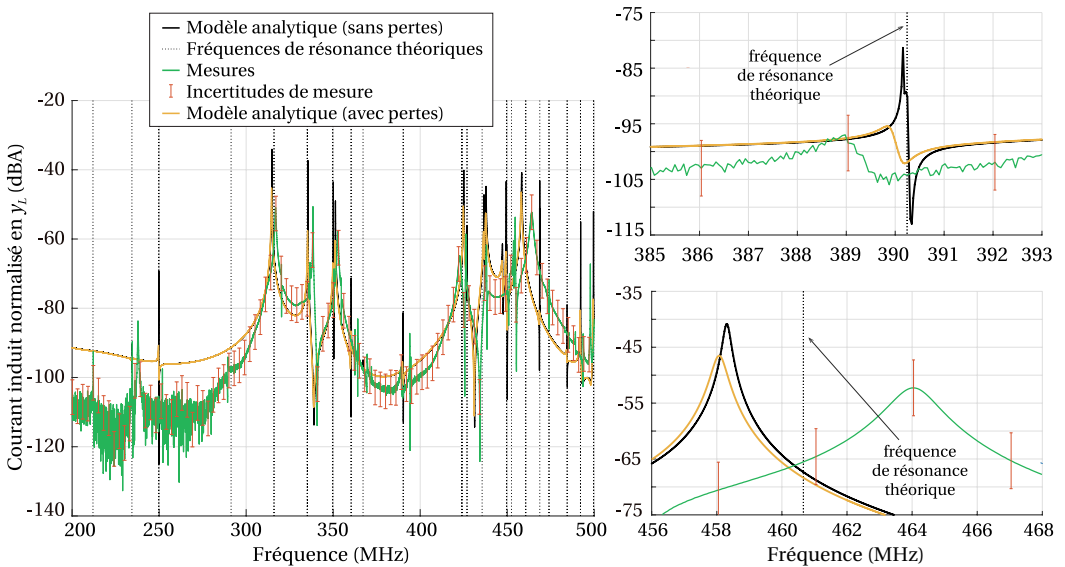 Modèle analytique (sans pertes)
Fréquences de résonance théoriques
Mesures
Incertitudes de mesure
Modèle analytique (avec pertes)
Courant induit normalisé en y_L (dBA)
-20
-40
-60
-80
-100
-120
-140
200
250
300
350
400
450
500
Fréquence (MHz)
-75
-85
-95
-105
-115
fréquence
de résonance
théorique
385
386
387
388
389
390
391
392
393
-35
-45
-55
-65
-75
fréquence
de résonance
théorique
456
458
460
462
464
466
468
Fréquence (MHz)